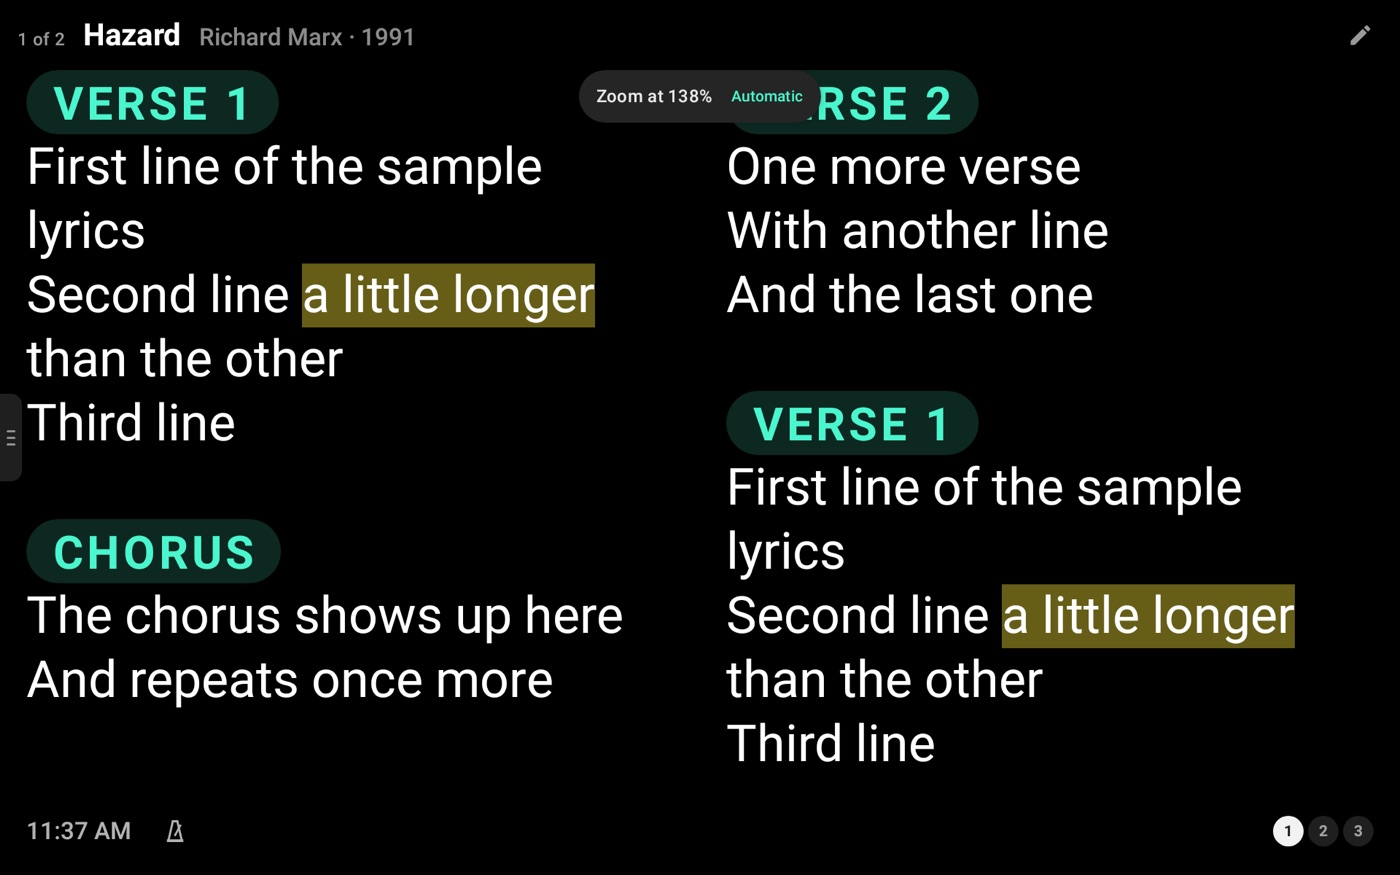 1 of 2 Hazard Richard Marx · 1991
Zoom at 138% Automatic
VERSE 1
First line of the sample
lyrics
Second line a little longer
than the other
Third line
CHORUS
The chorus shows up here
And repeats once more
RSE 2
One more verse
With another line
And the last one
VERSE 1
First line of the sample
lyrics
Second line a little longer
than the other
Third line
11:37 AM
1 2 3